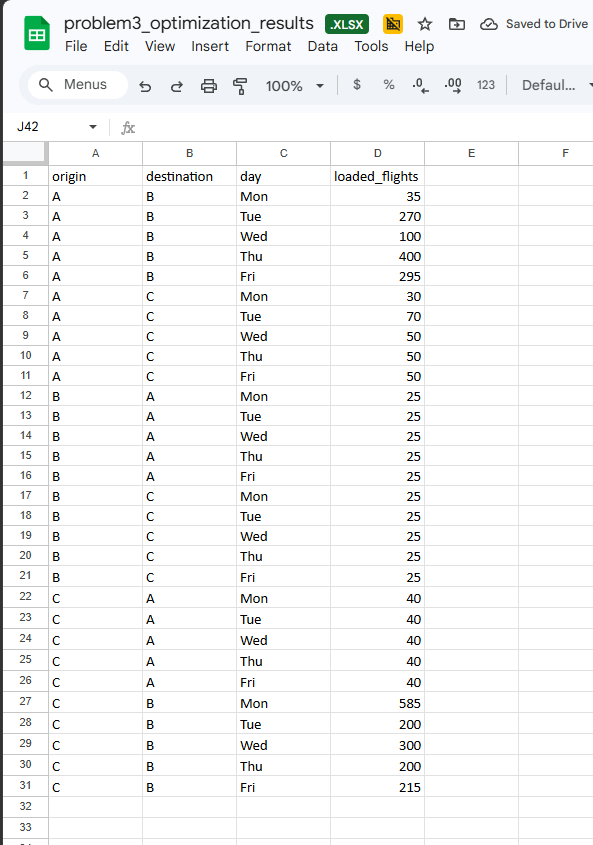 problem3_optimization_results .XLSX Saved to Drive
File Edit View Insert Format Data Tools Help
Menus 100% $ % .0 .00 123 Defaul...
J42 fx
A B C D E F
1 origin destination day loaded_flights
2 A B Mon 35
3 A B Tue 270
4 A B Wed 100
5 A B Thu 400
6 A B Fri 295
7 A C Mon 30
8 A C Tue 70
9 A C Wed 50
10 A C Thu 50
11 A C Fri 50
12 B A Mon 25
13 B A Tue 25
14 B A Wed 25
15 B A Thu 25
16 B A Fri 25
17 B C Mon 25
18 B C Tue 25
19 B C Wed 25
20 B C Thu 25
21 B C Fri 25
22 C A Mon 40
23 C A Tue 40
24 C A Wed 40
25 C A Thu 40
26 C A Fri 40
27 C B Mon 585
28 C B Tue 200
29 C B Wed 300
30 C B Thu 200
31 C B Fri 215
32
33